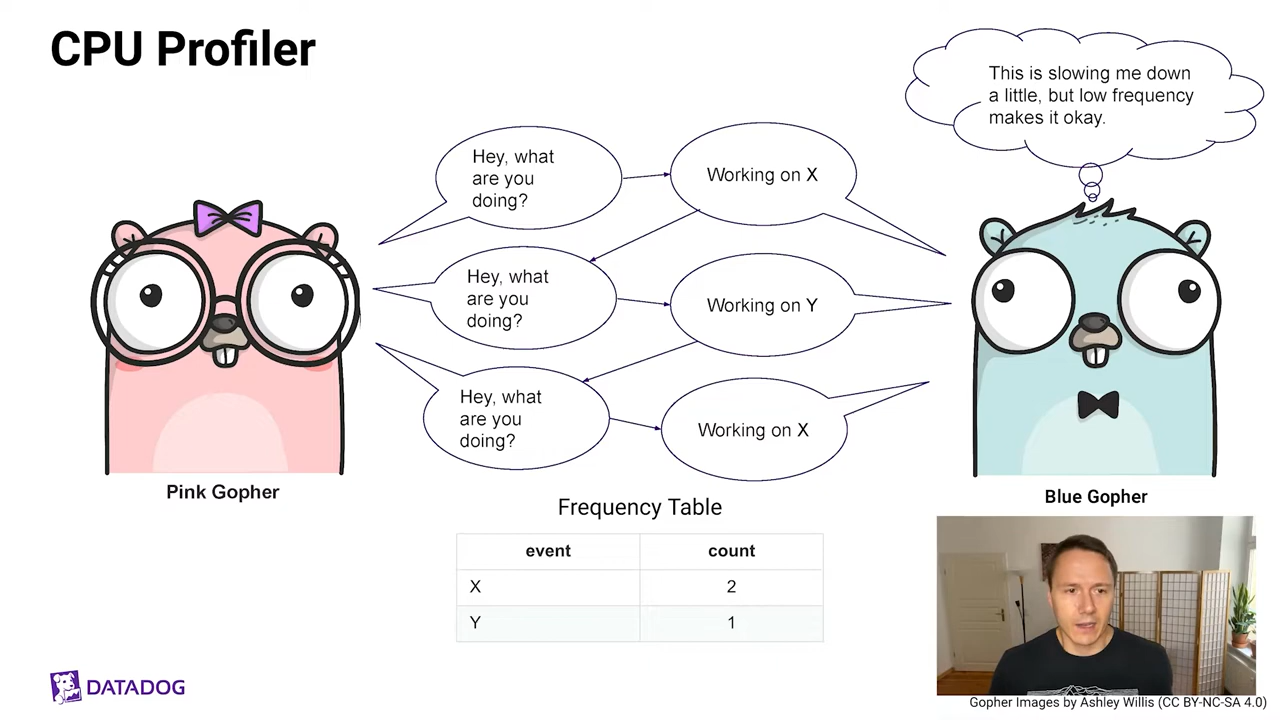 CPU Profiler
This is slowing me down
a little, but low frequency
makes it okay.
Hey, what
are you
doing?
Working on X
Hey, what
are you
doing?
Working on Y
Hey, what
are you
doing?
Working on X
Pink Gopher
Blue Gopher
Frequency Table
event count
X 2
Y 1
DATADOG
Gopher Images by Ashley Willis (CC BY-NC-SA 4.0)